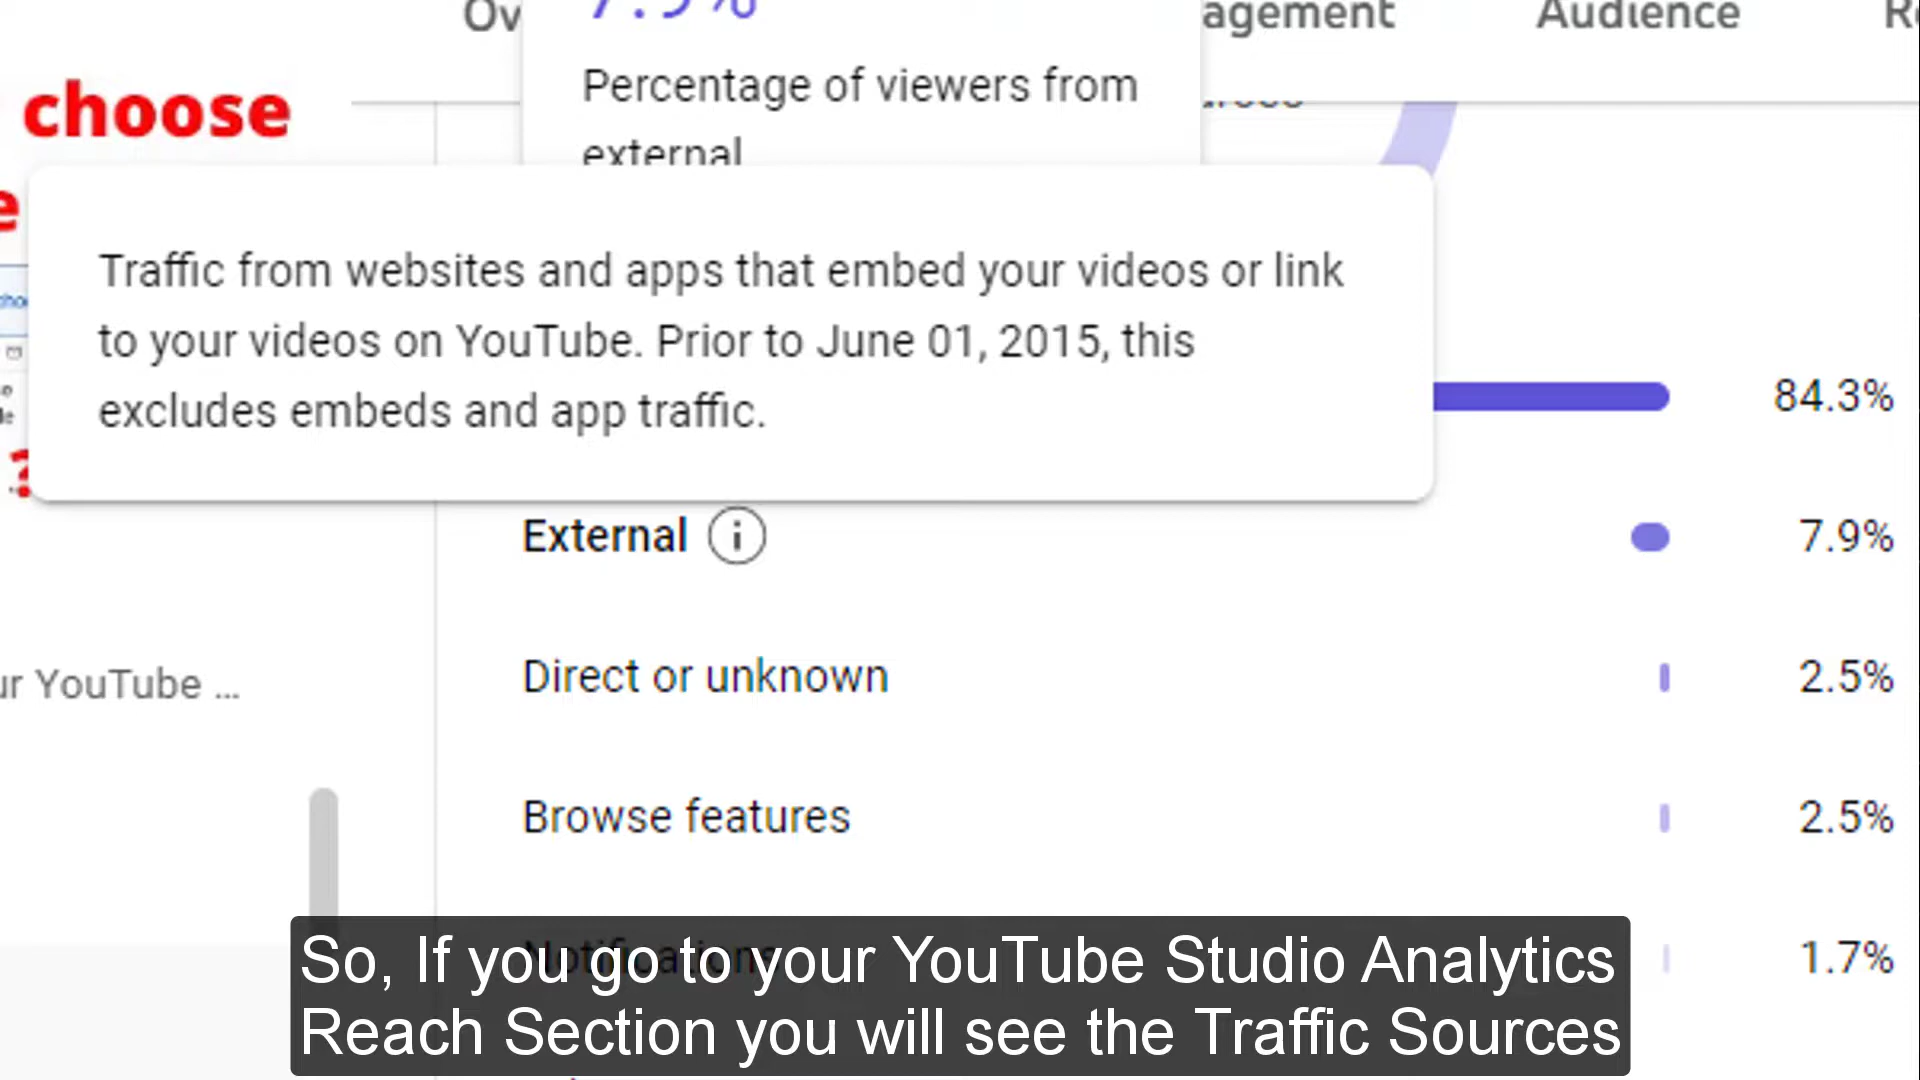 7.9%
Audience
choose
Percentage of viewers from
external
Traffic from websites and apps that embed your videos or link
to your videos on YouTube. Prior to June 01, 2015, this
excludes embeds and app traffic.
84.3%
External 7.9%
Direct or unknown 2.5%
YouTube ...
Browse features 2.5%
Notifications 1.7%
So, If you go to your YouTube Studio Analytics
Reach Section you will see the Traffic Sources